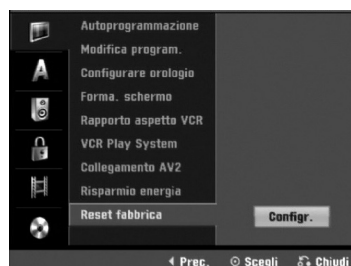 Autoprogrammazione
Modifica program.
A
Configurare orologio
Forma. schermo
Rapporto aspetto VCR
VCR Play System
Collegamento AV2
Risparmio energia
Reset fabbrica
Configr.
Prec. Scegli Chiudi